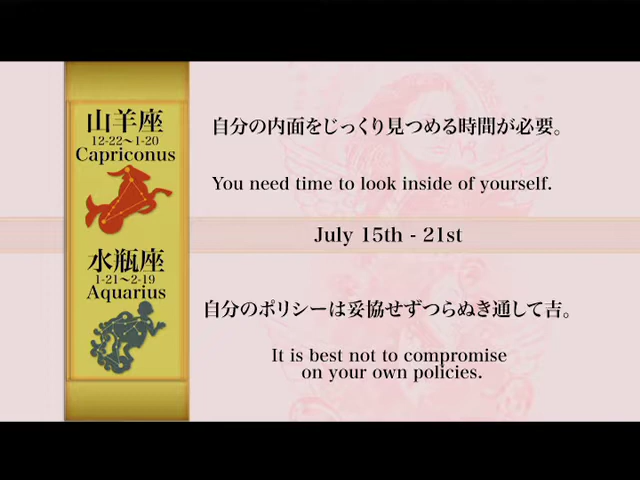 山羊座
12-22〜1-20
Capriconus
自分の内面をじっくり見つめる時間が必要。
You need time to look inside of yourself.
July 15th - 21st
水瓶座
1-21〜2-19
Aquarius
自分のポリシーは妥協せずつらぬき通して吉。
It is best not to compromise
on your own policies.